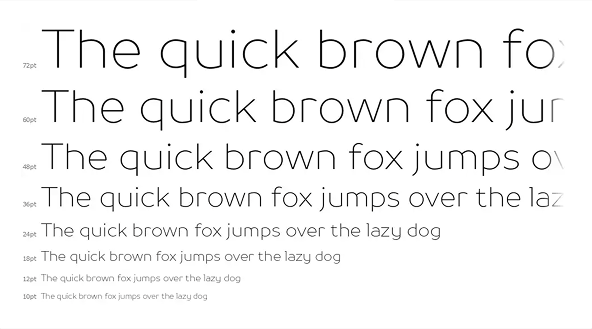 72pt The quick brown fox
60pt The quick brown fox jur
48pt The quick brown fox jumps ov
36pt The quick brown fox jumps over the laz
24pt The quick brown fox jumps over the lazy dog
18pt The quick brown fox jumps over the lazy dog
12pt The quick brown fox jumps over the lazy dog
10pt The quick brown fox jumps over the lazy dog